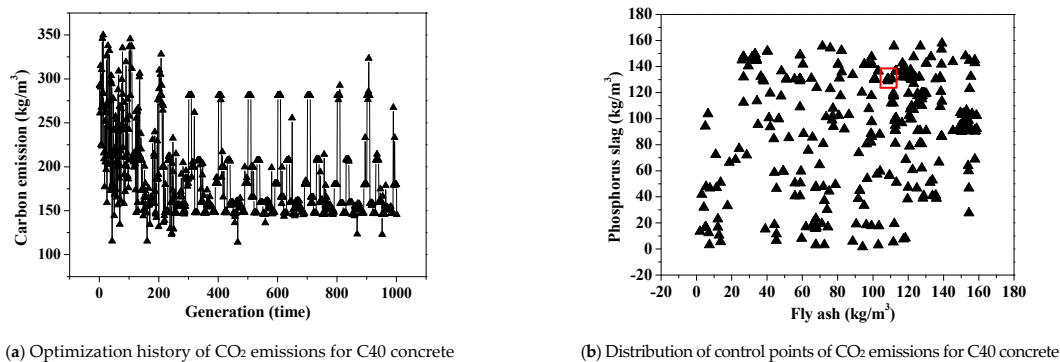 350
300
250
200
150
100
Carbon emission (kg/m³)
0 200 400 600 800 1000
Generation (time)
(a) Optimization history of CO₂ emissions for C40 concrete
180
160
140
120
100
80
60
40
20
0
-20
Phosphorus slag (kg/m³)
-20 0 20 40 60 80 100 120 140 160 180
Fly ash (kg/m³)
(b) Distribution of control points of CO₂ emissions for C40 concrete